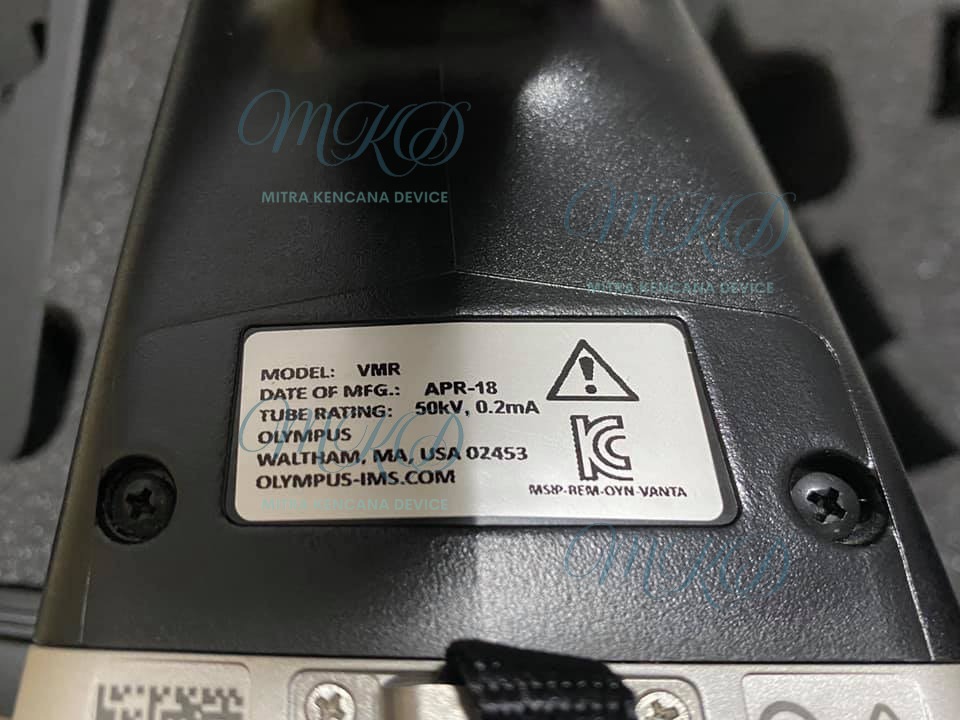 MKD
MITRA KENCANA DEVICE
MKD
MITRA KENCANA DEVICE
MODEL: VMR
DATE OF MFG.: APR-18
TUBE RATING: 50kV, 0.2mA
OLYMPUS
WALTHAM, MA, USA 02453
OLYMPUS-IMS.COM
MSIP-REM-OYN-VANTA
MKD
MITRA KENCANA DEVICE
MKD